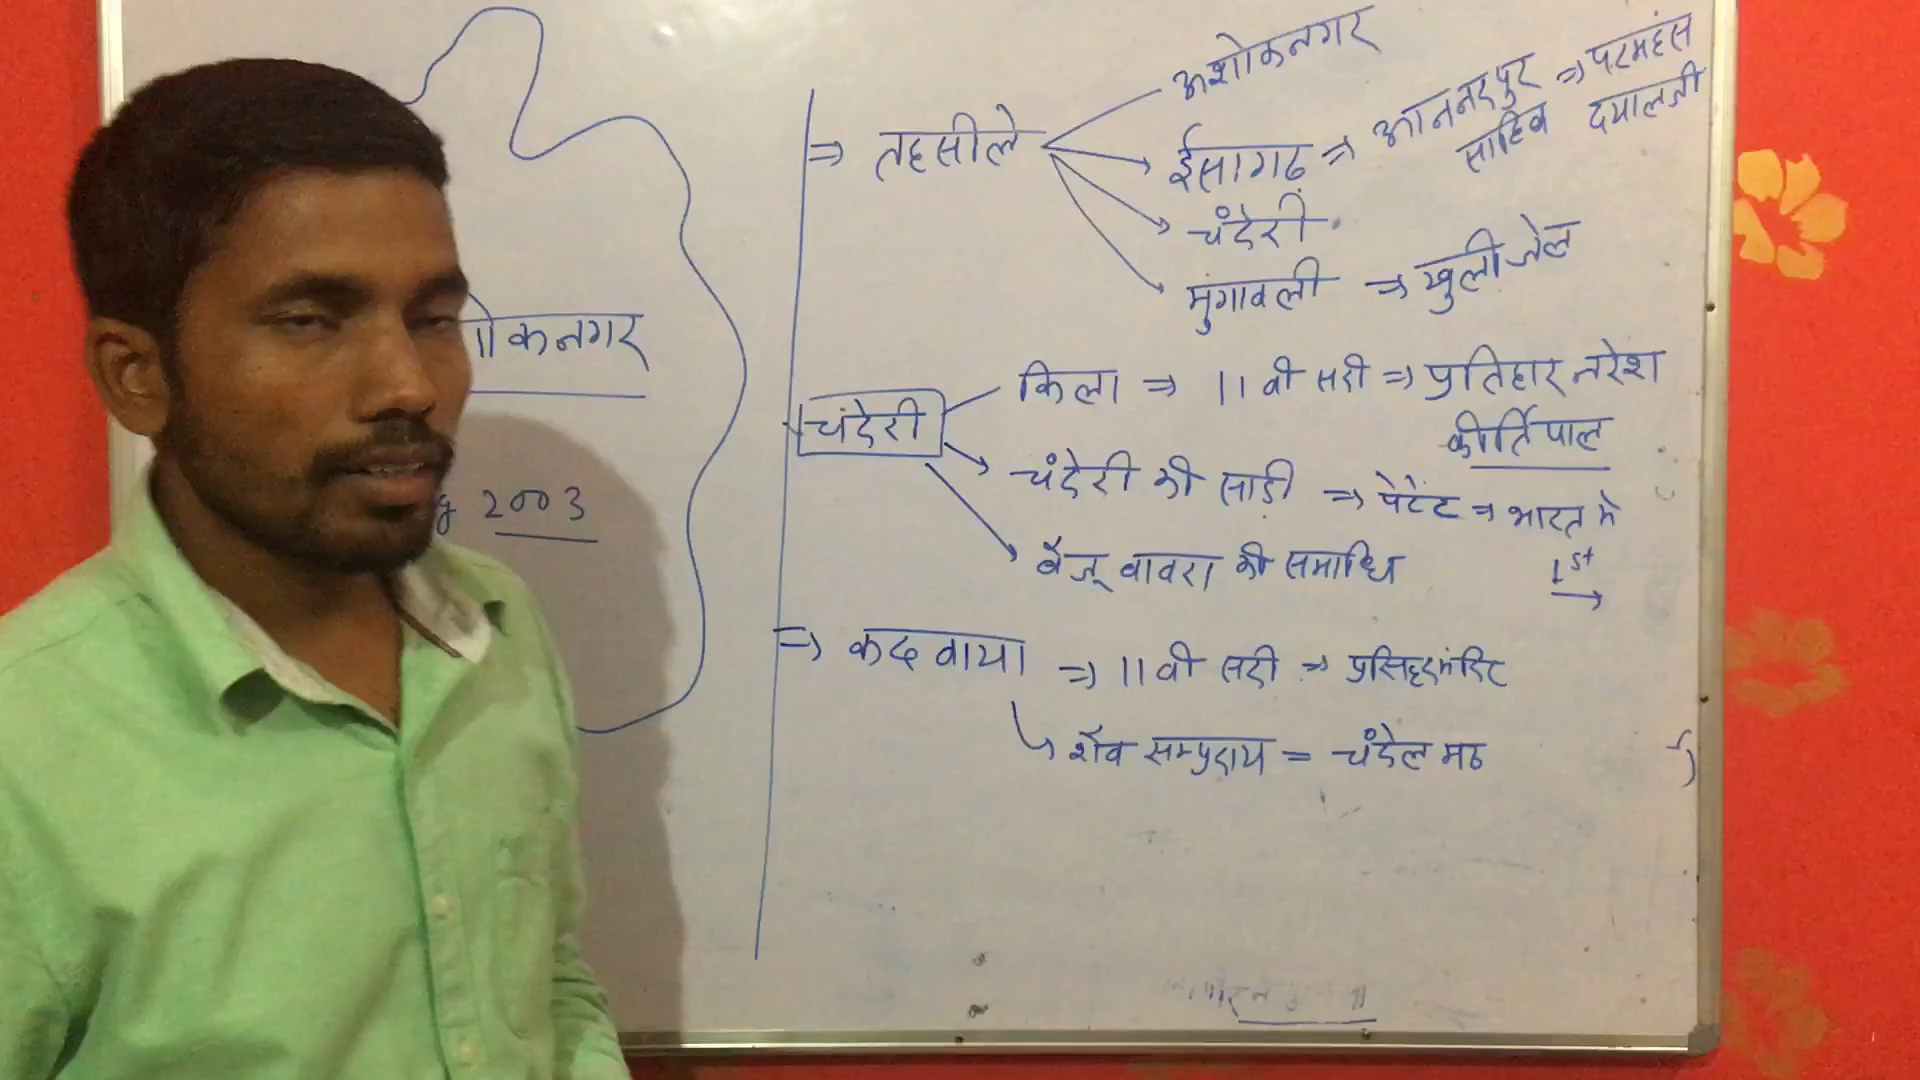 अशोकनगर
=> तहसीले
ईसागढ => आनन्दपुर => परमहंस
साहिब दयालजी
चंदेरी
मुंगावली => खुली जेल
ोकनगर
2003
चंदेरी
किला => 11 वी सदी => प्रतिहार नरेश
कीर्तिपाल
चंदेरी की साड़ी => पेटेंट => भारत मे
1st
बैजू बावरा की समाधि
=> कदवाया => 11 वी सदी =>
शैव सम्प्रदाय = चंदेल मठ